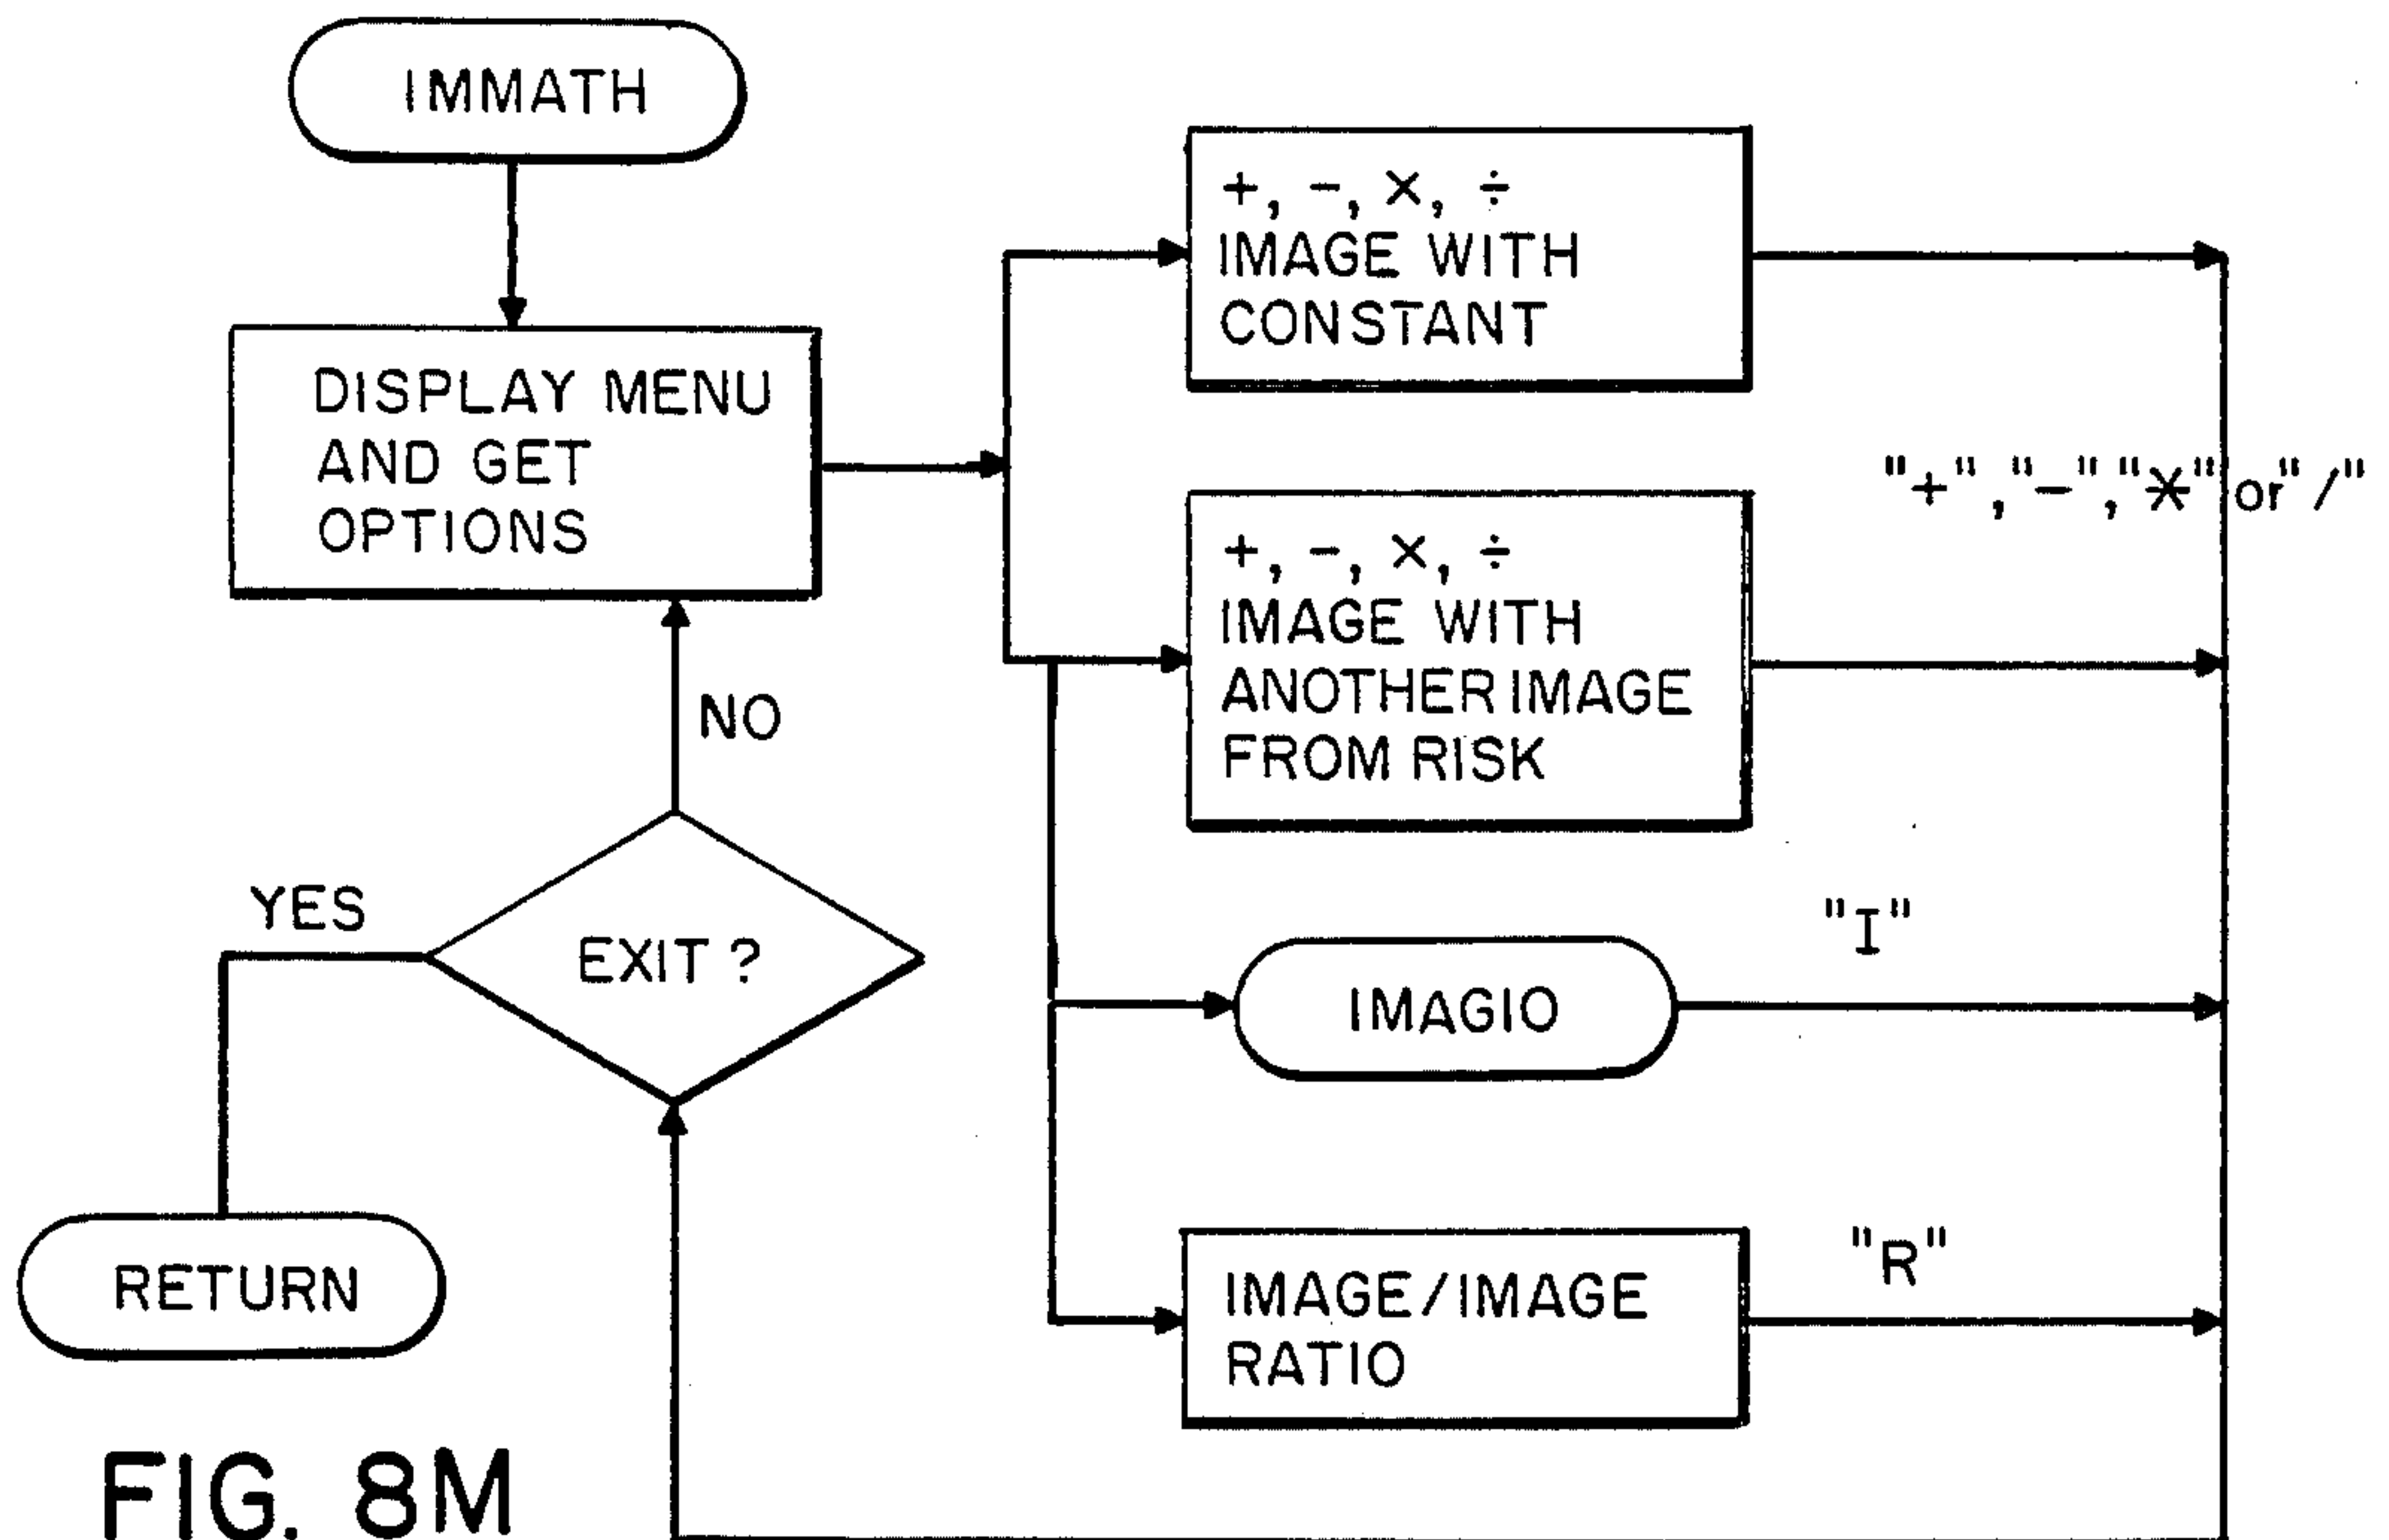 IMMATH
DISPLAY MENU
AND GET
OPTIONS
+, −, ×, ÷
IMAGE WITH
CONSTANT
"+", "−", "*" or "/"
+, −, ×, ÷
IMAGE WITH
ANOTHER IMAGE
FROM RISK
NO
YES
EXIT ?
"I"
IMAGIO
RETURN
"R"
IMAGE/IMAGE
RATIO
FIG. 8M